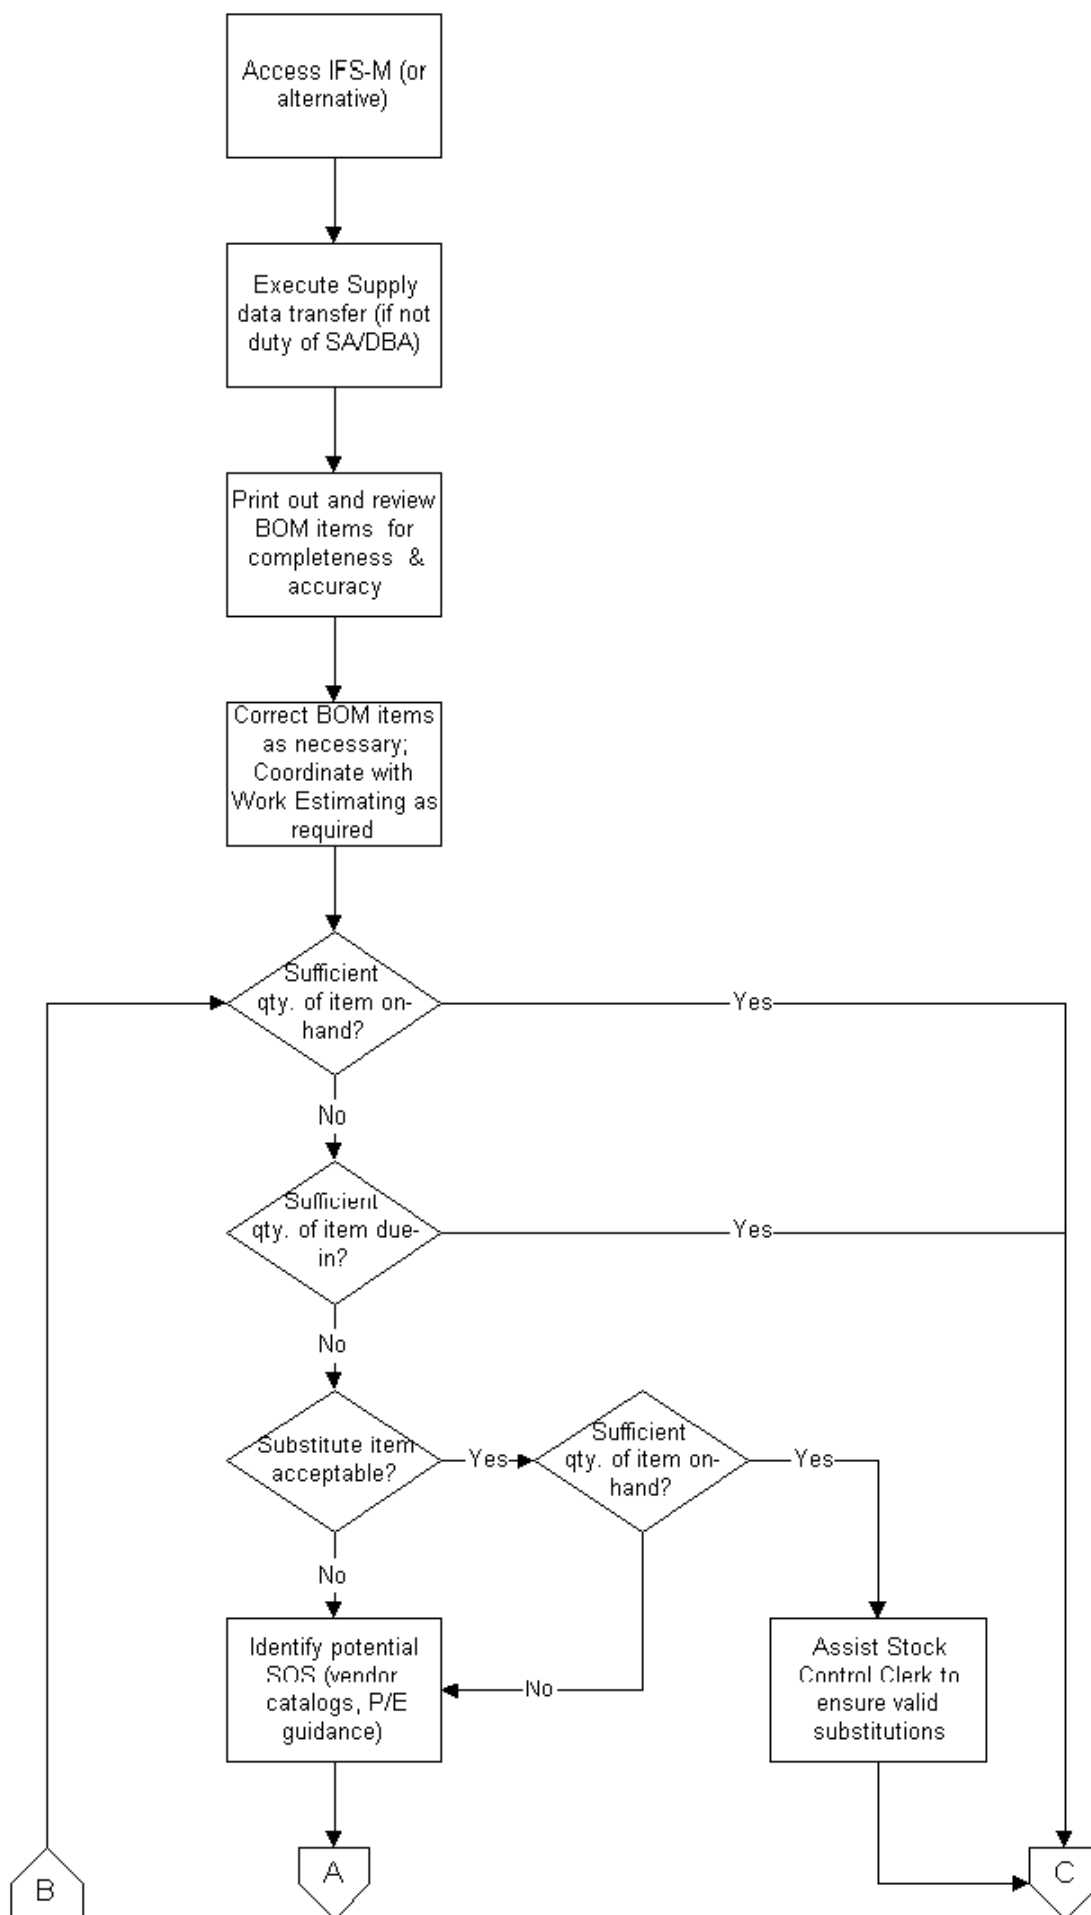 Access IFS-M (or
alternative)
Execute Supply
data transfer (if not
duty of SA/DBA)
Print out and review
BOM items for
completeness &
accuracy
Correct BOM items
as necessary;
Coordinate with
Work Estimating as
required
Sufficient
qty. of item on-
hand?
Yes
No
Sufficient
qty. of item due-
in?
Yes
No
Substitute item
acceptable?
Yes
Sufficient
qty. of item on-
hand?
Yes
No
Identify potential
SOS (vendor
catalogs, P/E
guidance)
No
Assist Stock
Control Clerk to
ensure valid
substitutions
B
A
C